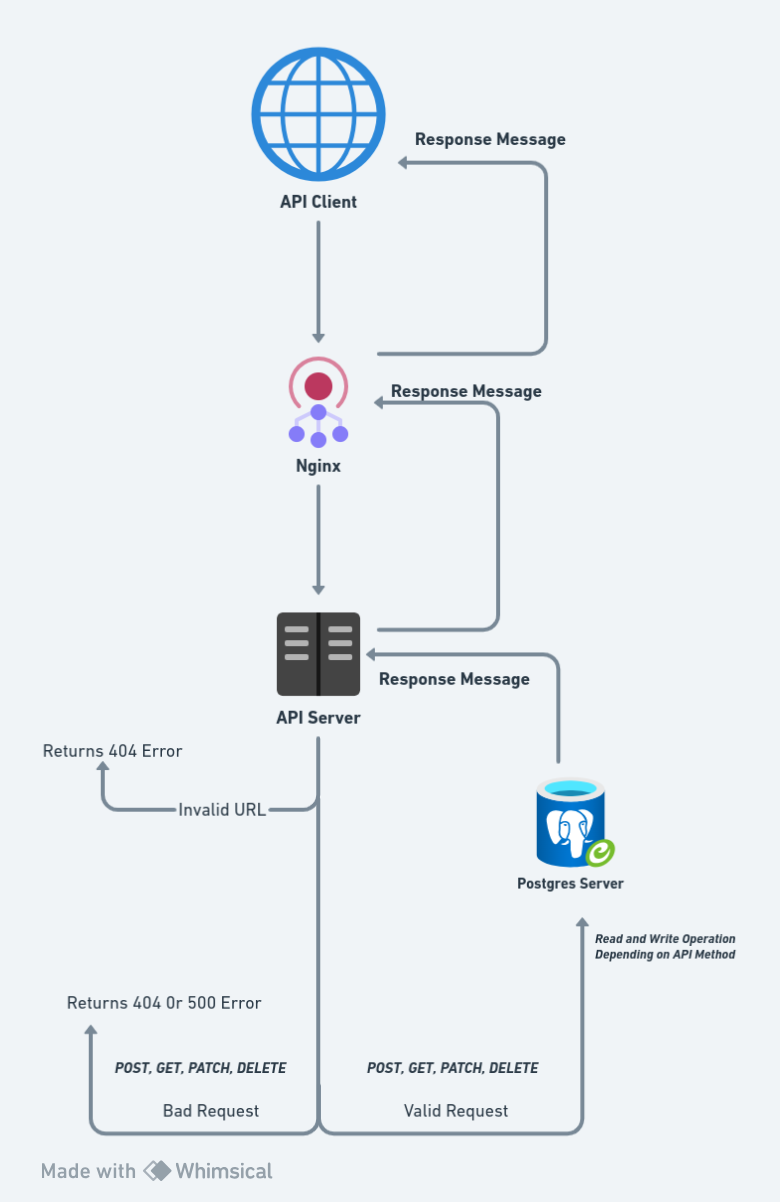 Response Message
API Client
Response Message
Nginx
Response Message
API Server
Returns 404 Error
Invalid URL
Postgres Server
Read and Write Operation
Depending on API Method
Returns 404 0r 500 Error
POST, GET, PATCH, DELETE
POST, GET, PATCH, DELETE
Bad Request
Valid Request
Made with Whimsical